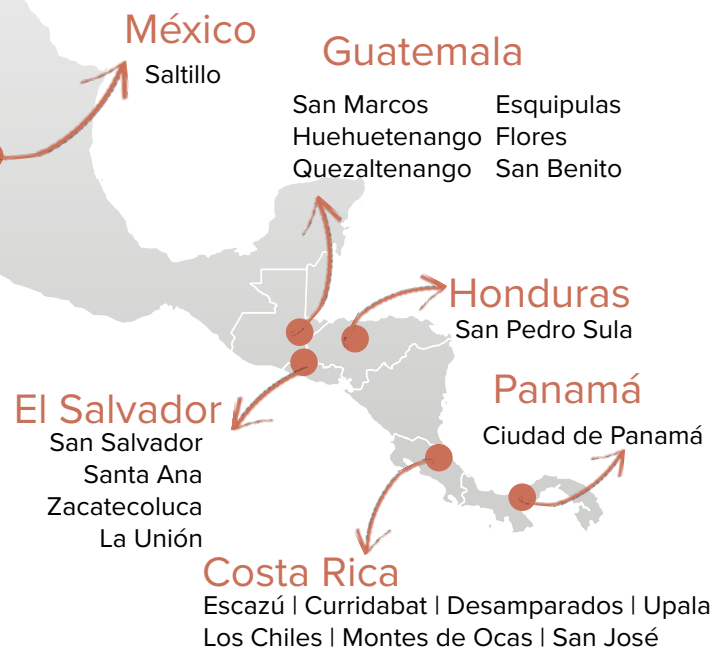 México
Saltillo
Guatemala
San Marcos
Huehuetenango
Quezaltenango
Esquipulas
Flores
San Benito
Honduras
San Pedro Sula
Panamá
Ciudad de Panamá
El Salvador
San Salvador
Santa Ana
Zacatecoluca
La Unión
Costa Rica
Escazú | Curridabat | Desamparados | Upala
Los Chiles | Montes de Ocas | San José